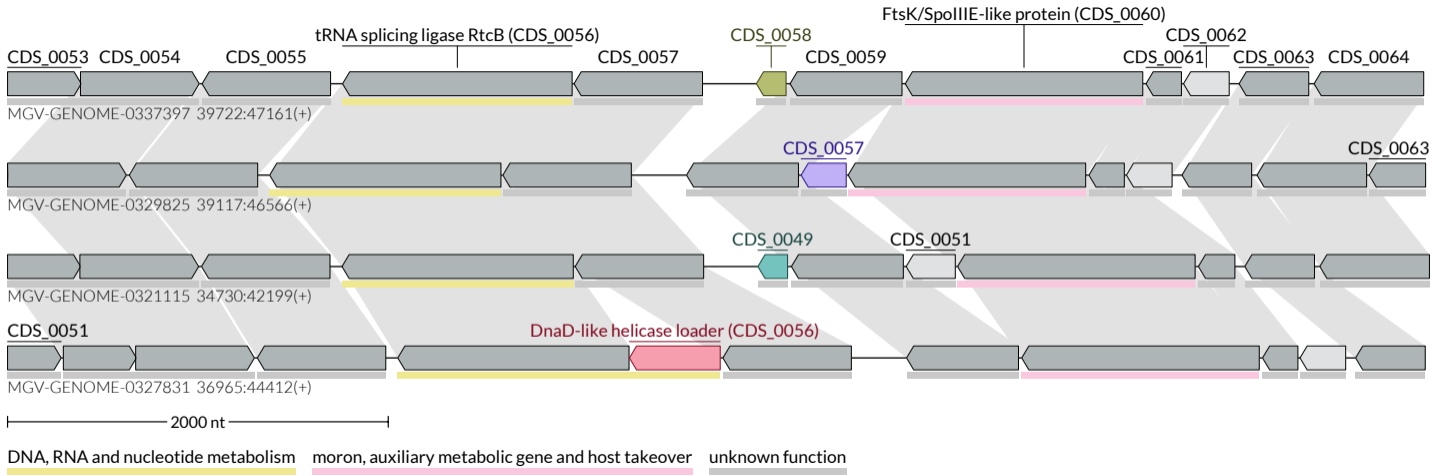 FtsK/SpoIIIE-like protein (CDS_0060)
tRNA splicing ligase RtcB (CDS_0056) CDS_0058 CDS_0062
CDS_0053 CDS_0054 CDS_0055 CDS_0057 CDS_0059 CDS_0061 CDS_0063 CDS_0064
MGV-GENOME-0337397 39722:47161(+)
CDS_0057 CDS_0063
MGV-GENOME-0329825 39117:46566(+)
CDS_0049 CDS_0051
MGV-GENOME-0321115 34730:42199(+)
CDS_0051 DnaD-like helicase loader (CDS_0056)
MGV-GENOME-0327831 36965:44412(+)
2000 nt
DNA, RNA and nucleotide metabolism moron, auxiliary metabolic gene and host takeover unknown function